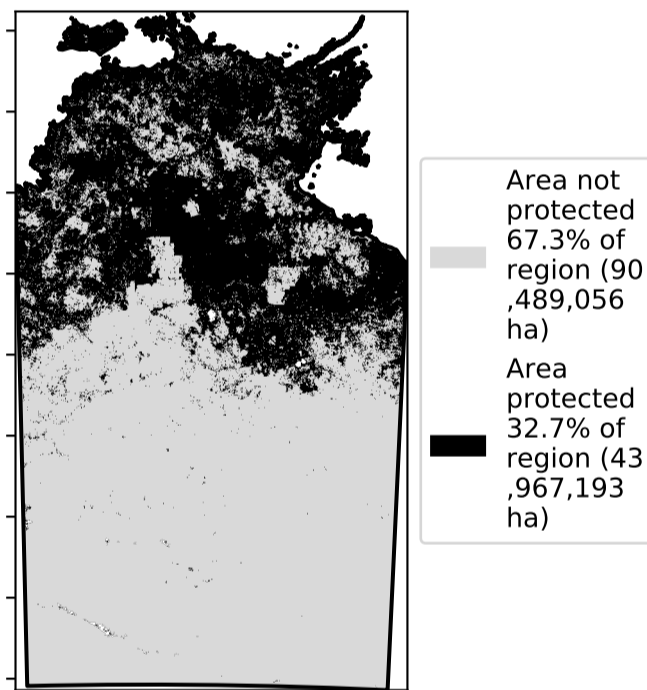 Area not
protected
67.3% of
region (90
,489,056
ha)
Area
protected
32.7% of
region (43
,967,193
ha)